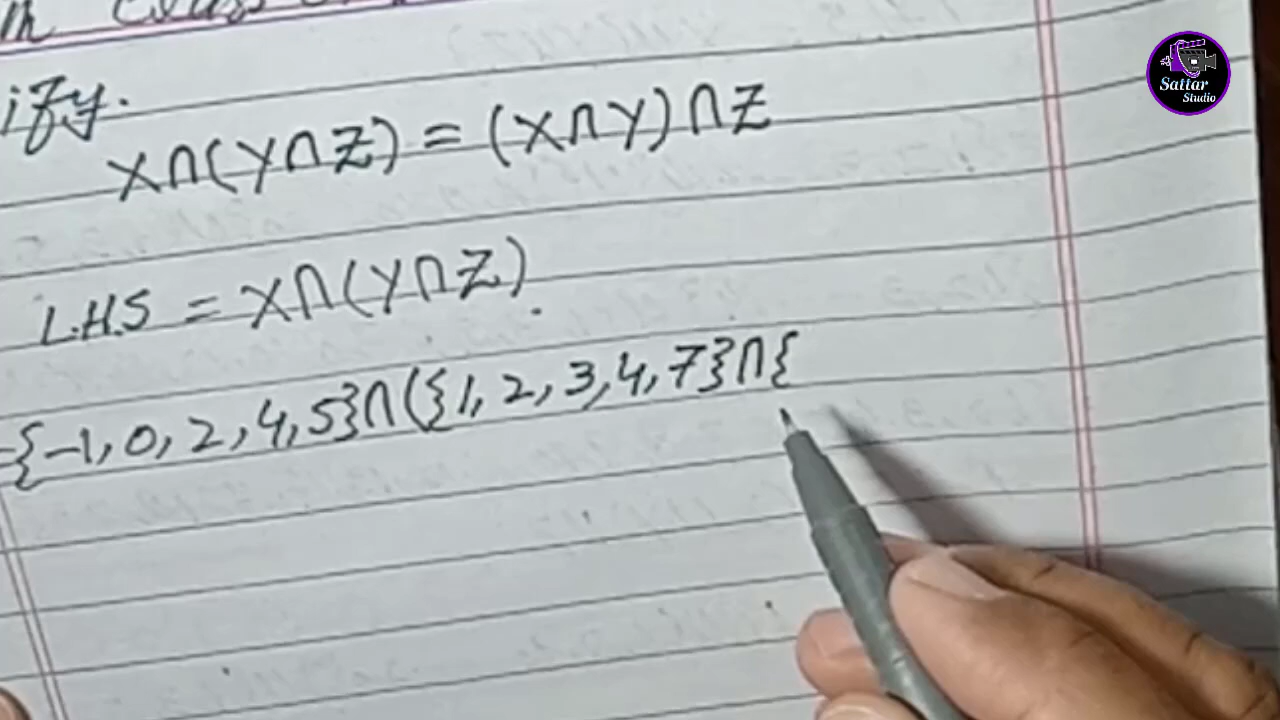 ify.
X∩(Y∩Z) = (X∩Y)∩Z
L.H.S = X∩(Y∩Z).
={-1, 0, 2, 4, 5}∩({1, 2, 3, 4, 7}∩{
Sattar
Studio